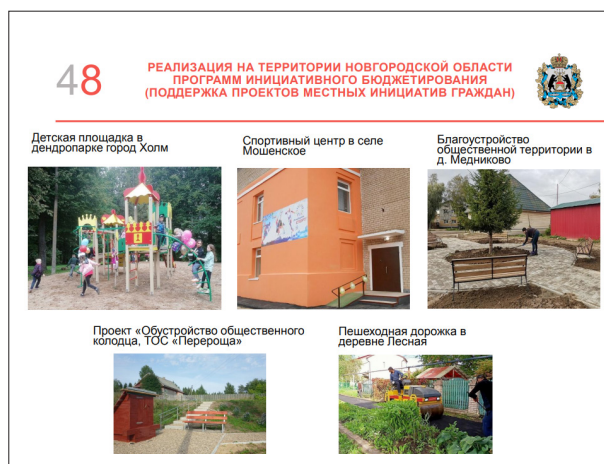 48
РЕАЛИЗАЦИЯ НА ТЕРРИТОРИИ НОВГОРОДСКОЙ ОБЛАСТИ
ПРОГРАММ ИНИЦИАТИВНОГО БЮДЖЕТИРОВАНИЯ
(ПОДДЕРЖКА ПРОЕКТОВ МЕСТНЫХ ИНИЦИАТИВ ГРАЖДАН)
Детская площадка в
дендропарке город Холм
Спортивный центр в селе
Мошенское
Благоустройство
общественной территории в
д. Медниково
Проект «Обустройство общественного
колодца, ТОС «Перероща»
Пешеходная дорожка в
деревне Лесная